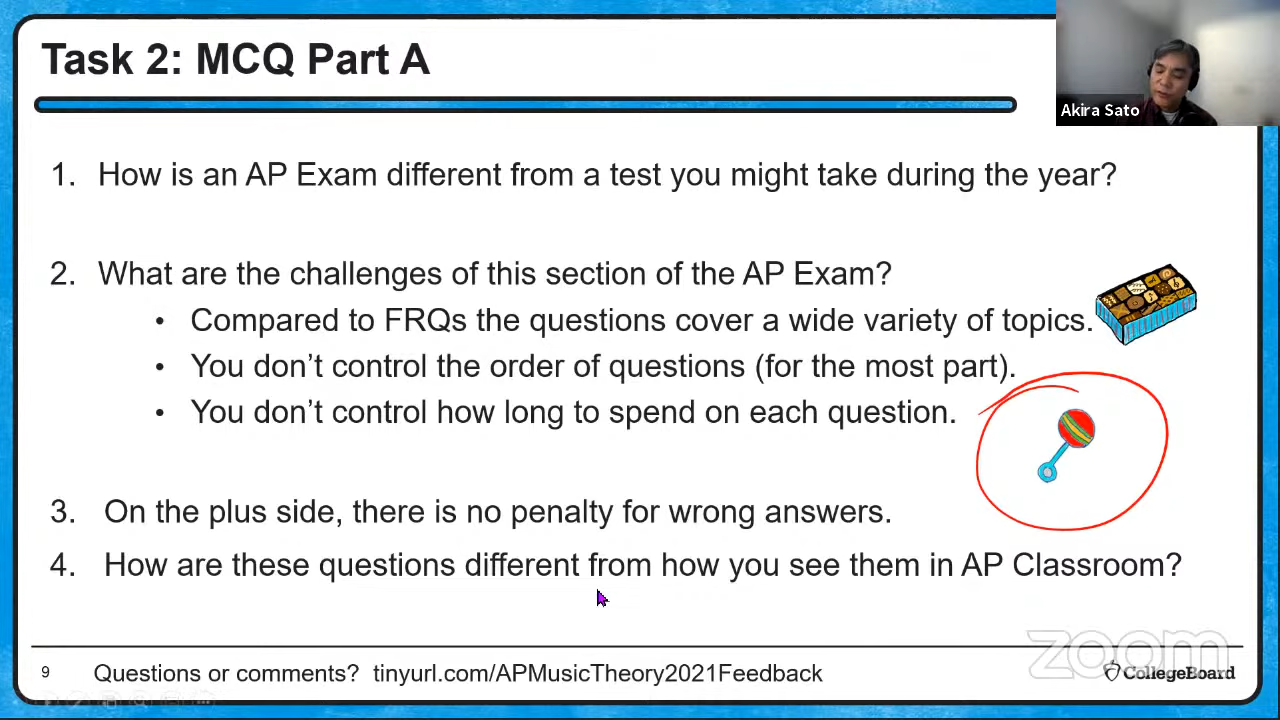 Task 2: MCQ Part A
Akira Sato
1. How is an AP Exam different from a test you might take during the year?
2. What are the challenges of this section of the AP Exam?
• Compared to FRQs the questions cover a wide variety of topics.
• You don’t control the order of questions (for the most part).
• You don’t control how long to spend on each question.
3. On the plus side, there is no penalty for wrong answers.
4. How are these questions different from how you see them in AP Classroom?
zoom
9 Questions or comments? tinyurl.com/APMusicTheory2021Feedback
CollegeBoard